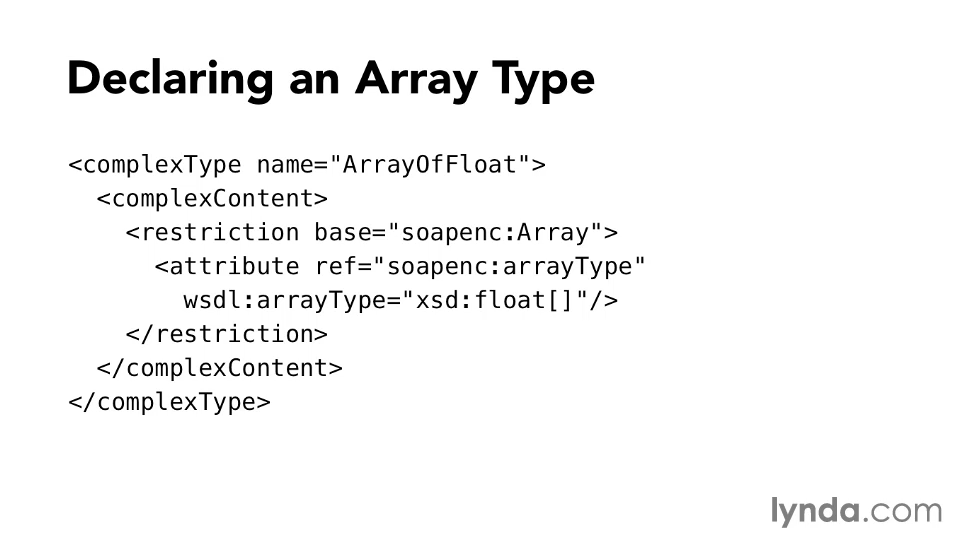 Declaring an Array Type
<complexType name="ArrayOfFloat">
  <complexContent>
    <restriction base="soapenc:Array">
      <attribute ref="soapenc:arrayType"
        wsdl:arrayType="xsd:float[]"/>
    </restriction>
  </complexContent>
</complexType>
lynda.com